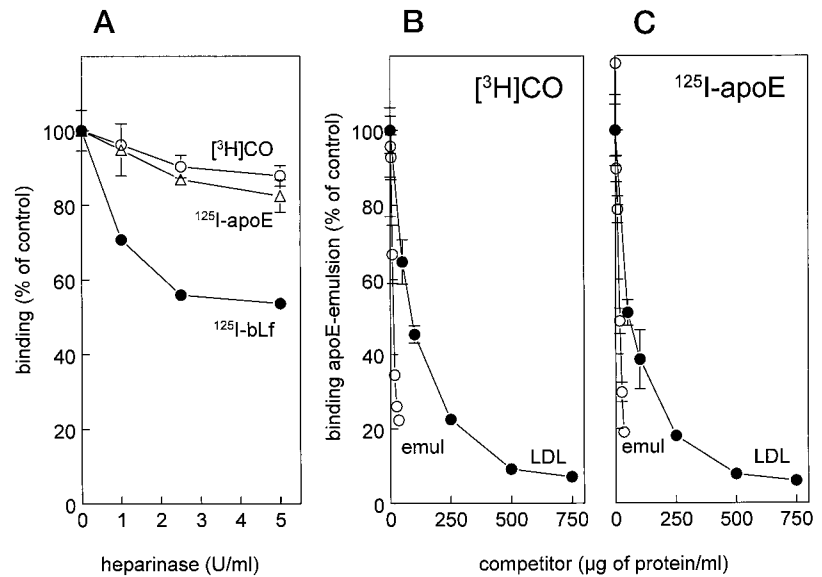 A
B
C
[³H]CO
¹²⁵I-apoE
100
80
60
40
20
0
binding (% of control)
[³H]CO
¹²⁵I-apoE
¹²⁵I-bLf
0 1 2 3 4 5
heparinase (U/ml)
100
80
60
40
20
0
binding apoE-emulsion (% of control)
emul
LDL
0 250 500 750
emul
LDL
0 250 500 750
competitor (µg of protein/ml)